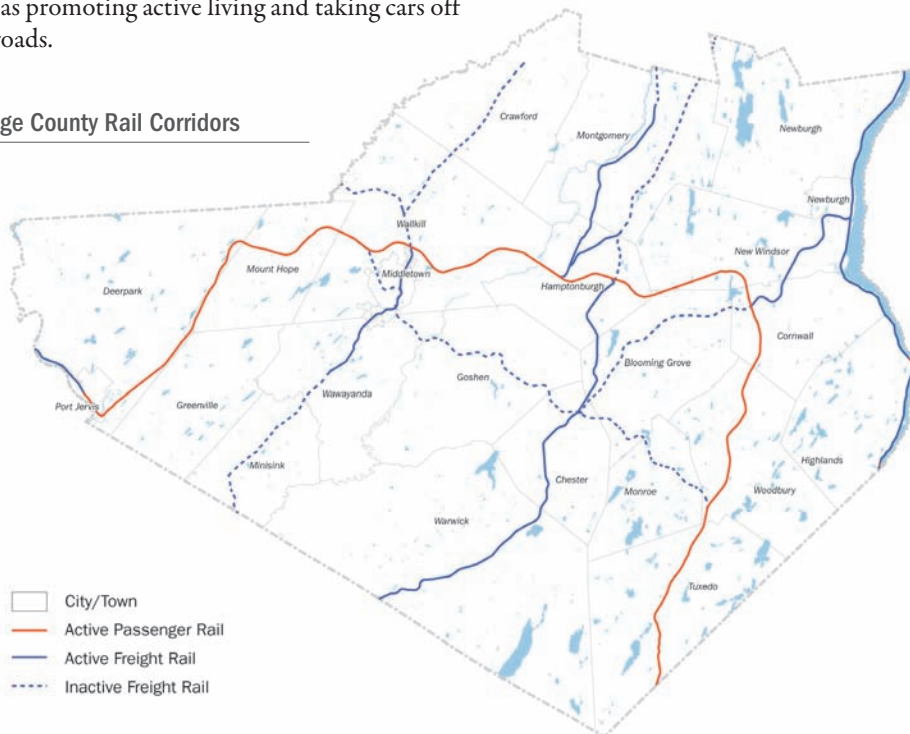 as promoting active living and taking cars off
roads.
ge County Rail Corridors
Crawford
Montgomery
Newburgh
Newburgh
Wallkill
New Windsor
Mount Hope
Middletown
Deerpark
Hamptonburgh
Cornwall
Blooming Grove
Goshen
Port Jervis
Greenville
Wawayanda
Highlands
Minisink
Chester
Monroe
Woodbury
Warwick
Tuxedo
City/Town
Active Passenger Rail
Active Freight Rail
Inactive Freight Rail